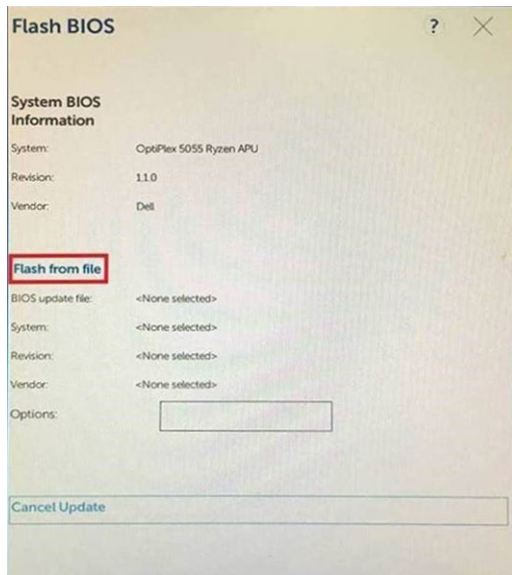 Flash BIOS ?
System BIOS
Information
System: OptiPlex 5055 Ryzen APU
Revision: 1.1.0
Vendor: Dell
Flash from file
BIOS update file: <None selected>
System: <None selected>
Revision: <None selected>
Vendor: <None selected>
Options:
Cancel Update